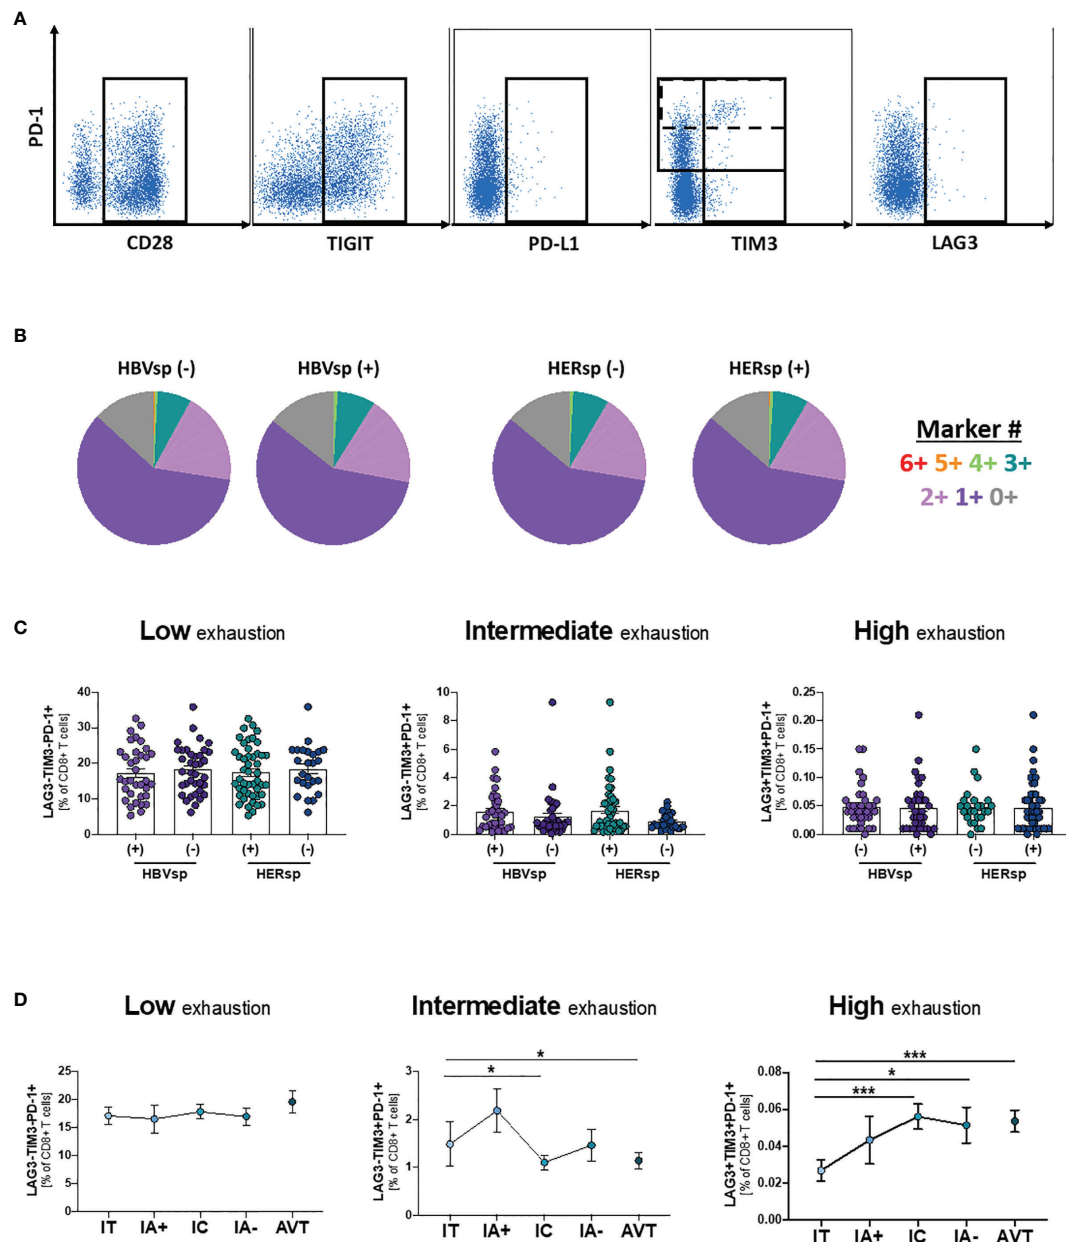 A
PD-1
CD28 TIGIT PD-L1 TIM3 LAG3
B
HBVsp (-) HBVsp (+) HERsp (-) HERsp (+)
Marker #
6+ 5+ 4+ 3+
2+ 1+ 0+
C
Low exhaustion
LAG3-TIM3-PD-1+
[% of CD8+ T cells]
40
30
20
10
0
(+) (-) (+) (-)
HBVsp HERsp
Intermediate exhaustion
LAG3-TIM3+PD-1+
[% of CD8+ T cells]
10
8
6
4
2
0
(+) (-) (+) (-)
HBVsp HERsp
High exhaustion
LAG3+TIM3+PD-1+
[% of CD8+ T cells]
0.25
0.20
0.15
0.10
0.05
0.00
(-) (+) (-) (+)
HBVsp HERsp
D
Low exhaustion
LAG3-TIM3-PD-1+
[% of CD8+ T cells]
25
20
15
10
5
0
IT IA+ IC IA- AVT
Intermediate exhaustion
LAG3-TIM3+PD-1+
[% of CD8+ T cells]
3
2
1
0
*
*
IT IA+ IC IA- AVT
High exhaustion
LAG3+TIM3+PD-1+
[% of CD8+ T cells]
0.08
0.06
0.04
0.02
0.00
***
*
***
IT IA+ IC IA- AVT